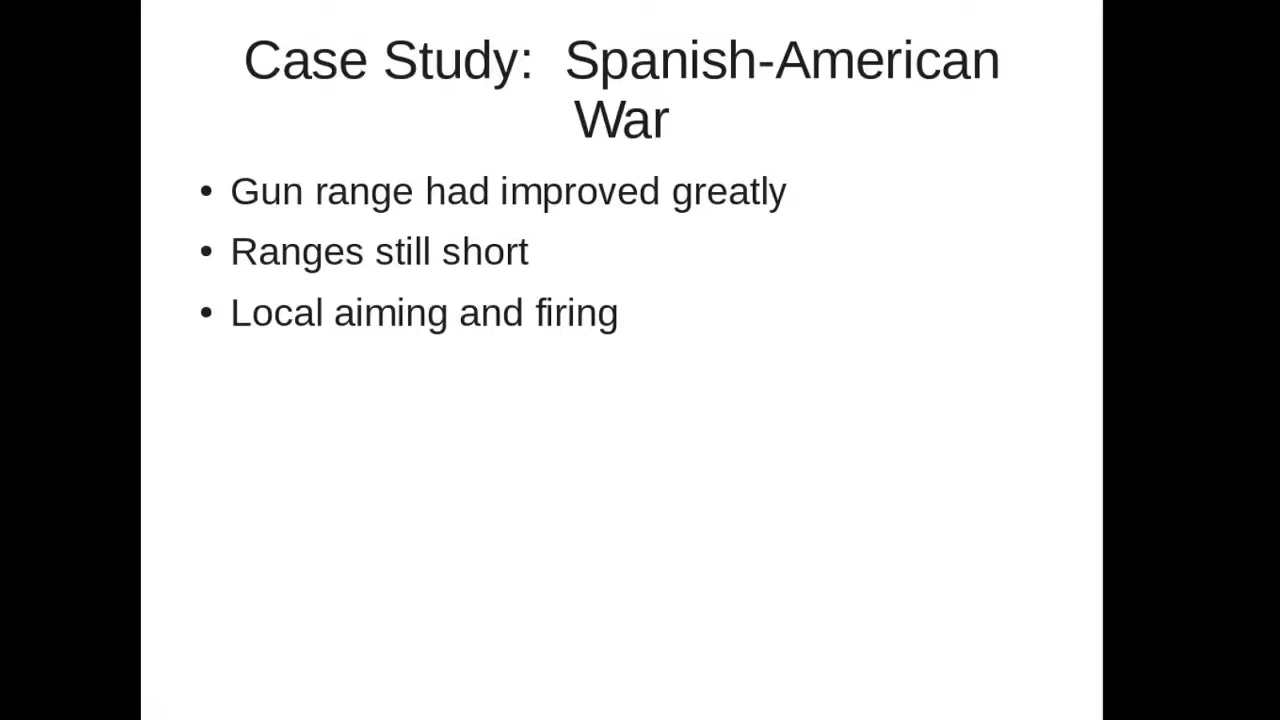 Case Study:  Spanish-American
War
• Gun range had improved greatly
• Ranges still short
• Local aiming and firing